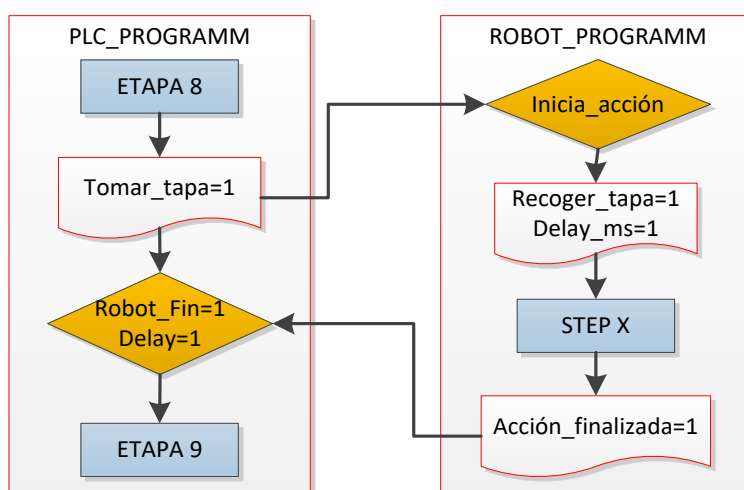 PLC_PROGRAMM
ETAPA 8
Tomar_tapa=1
Robot_Fin=1
Delay=1
ETAPA 9
ROBOT_PROGRAMM
Inicia_acción
Recoger_tapa=1
Delay_ms=1
STEP X
Acción_finalizada=1